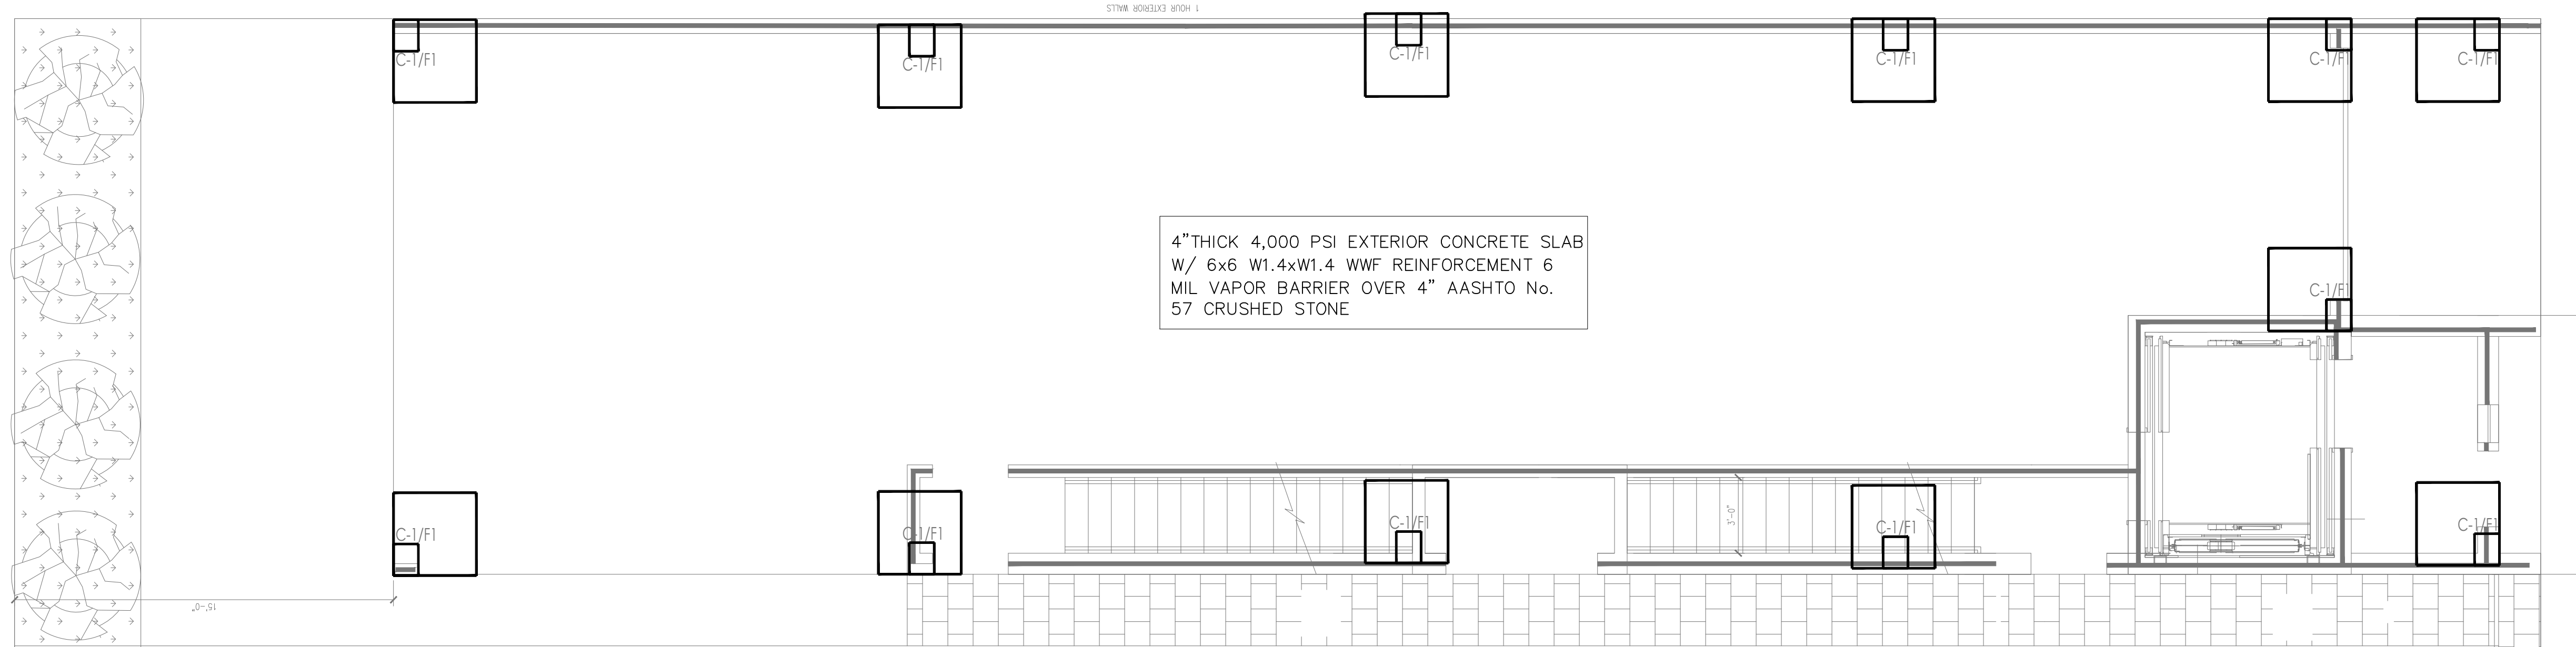 1 HOUR EXTERIOR WALLS
C-1/F1
C-1/F1
C-1/F1
C-1/F1
C-1/F1
C-1/F1
4”THICK 4,000 PSI EXTERIOR CONCRETE SLAB
W/ 6x6 W1.4xW1.4 WWF REINFORCEMENT 6
MIL VAPOR BARRIER OVER 4” AASHTO No.
57 CRUSHED STONE
C-1/F1
C-1/F1
C-1/F1
C-1/F1
3'-0"
C-1/F1
C-1/F1
15'-0"